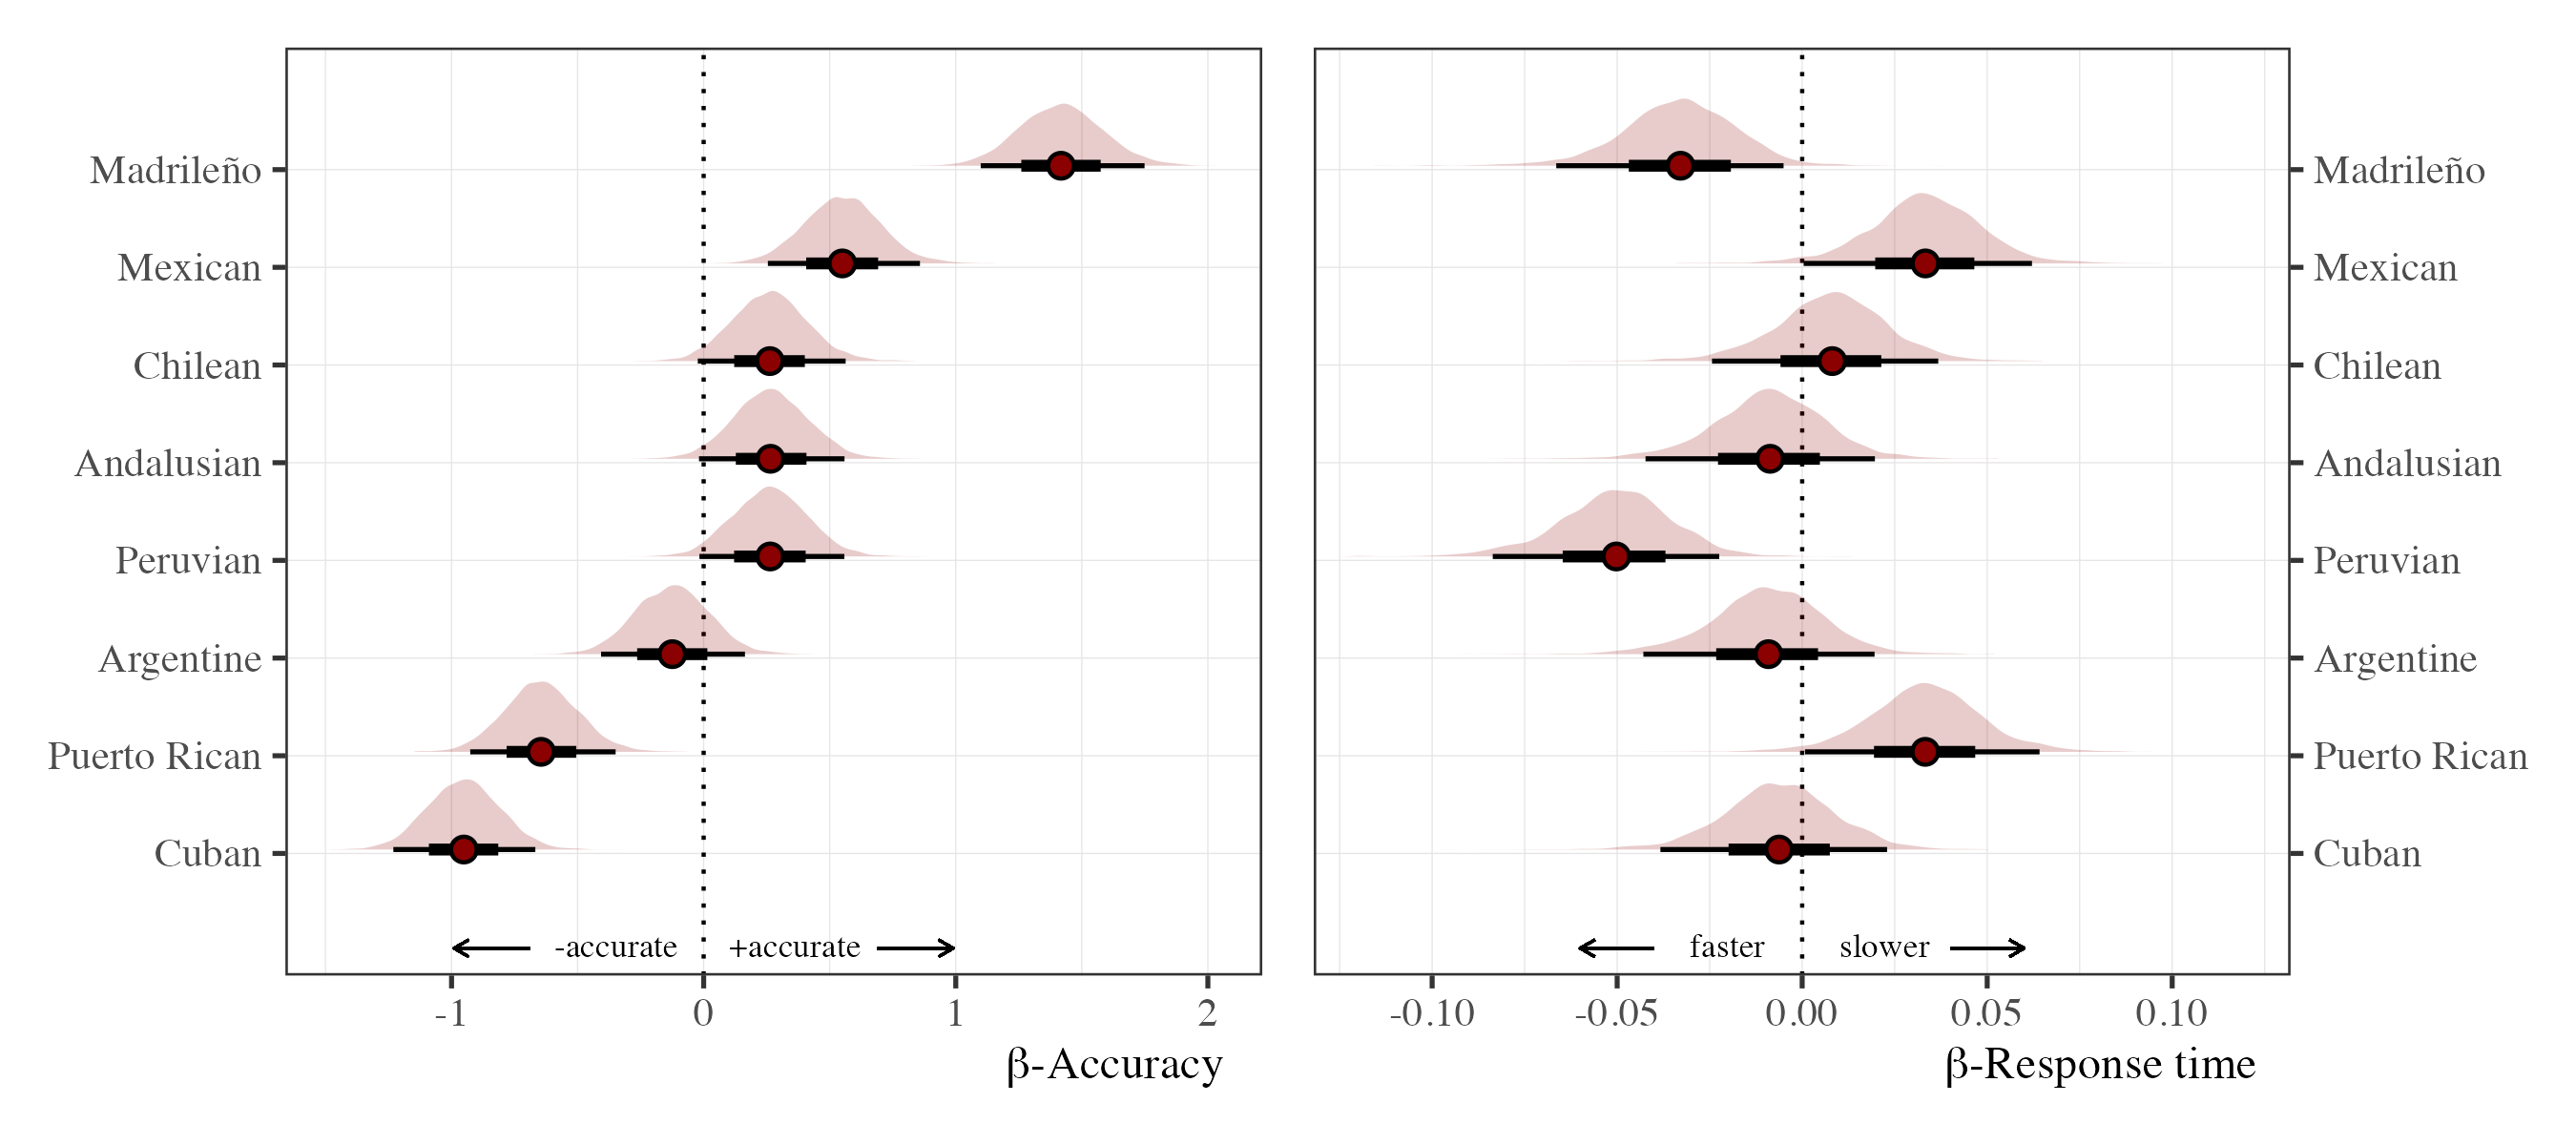 Madrileño
Mexican
Chilean
Andalusian
Peruvian
Argentine
Puerto Rican
Cuban
-accurate +accurate
-1 0 1 2
β-Accuracy
Madrileño
Mexican
Chilean
Andalusian
Peruvian
Argentine
Puerto Rican
Cuban
faster slower
-0.10 -0.05 0.00 0.05 0.10
β-Response time